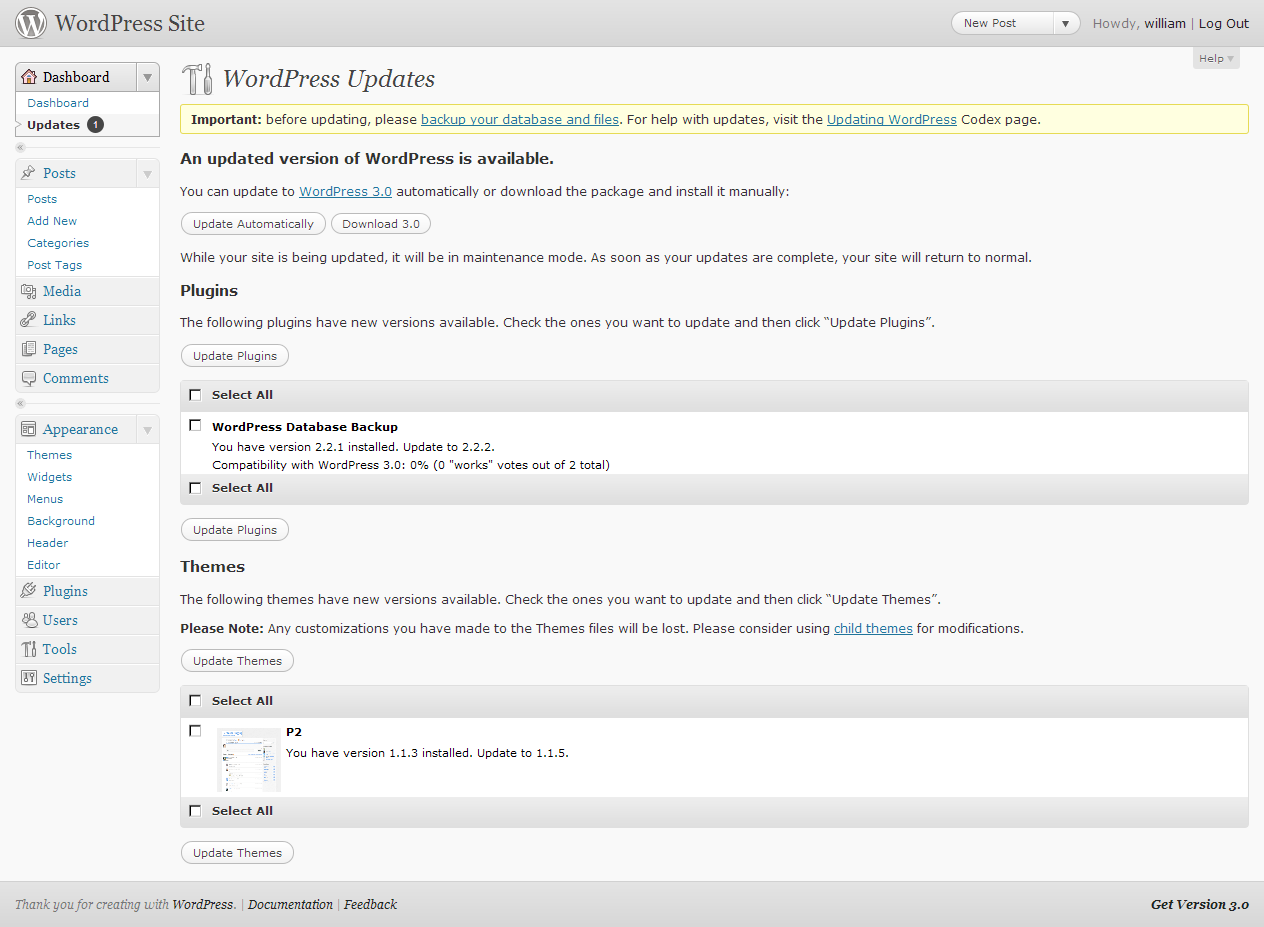 WordPress Site
New Post
Howdy, william | Log Out
Help
Dashboard
Dashboard
Updates 1
Posts
Posts
Add New
Categories
Post Tags
Media
Links
Pages
Comments
Appearance
Themes
Widgets
Menus
Background
Header
Editor
Plugins
Users
Tools
Settings
WordPress Updates
Important: before updating, please backup your database and files. For help with updates, visit the Updating WordPress Codex page.
An updated version of WordPress is available.
You can update to WordPress 3.0 automatically or download the package and install it manually:
Update Automatically Download 3.0
While your site is being updated, it will be in maintenance mode. As soon as your updates are complete, your site will return to normal.
Plugins
The following plugins have new versions available. Check the ones you want to update and then click “Update Plugins”.
Update Plugins
Select All
WordPress Database Backup
You have version 2.2.1 installed. Update to 2.2.2.
Compatibility with WordPress 3.0: 0% (0 "works" votes out of 2 total)
Select All
Update Plugins
Themes
The following themes have new versions available. Check the ones you want to update and then click “Update Themes”.
Please Note: Any customizations you have made to the Themes files will be lost. Please consider using child themes for modifications.
Update Themes
Select All
P2
You have version 1.1.3 installed. Update to 1.1.5.
Select All
Update Themes
Thank you for creating with WordPress. | Documentation | Feedback
Get Version 3.0